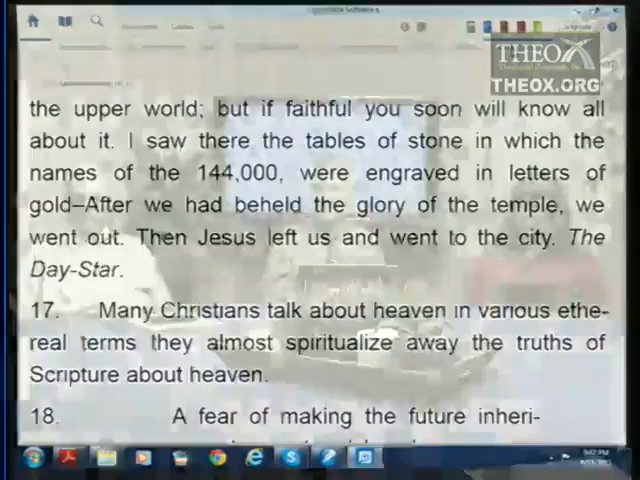 THEOX
THEOX.ORG
the upper world; but if faithful you soon will know all
about it. I saw there the tables of stone in which the
names of the 144,000, were engraved in letters of
gold–After we had beheld the glory of the temple, we
went out. Then Jesus left us and went to the city. The
Day-Star.
17. Many Christians talk about heaven in various ethe-
real terms they almost spiritualize away the truths of
Scripture about heaven.
18. A fear of making the future inheri-